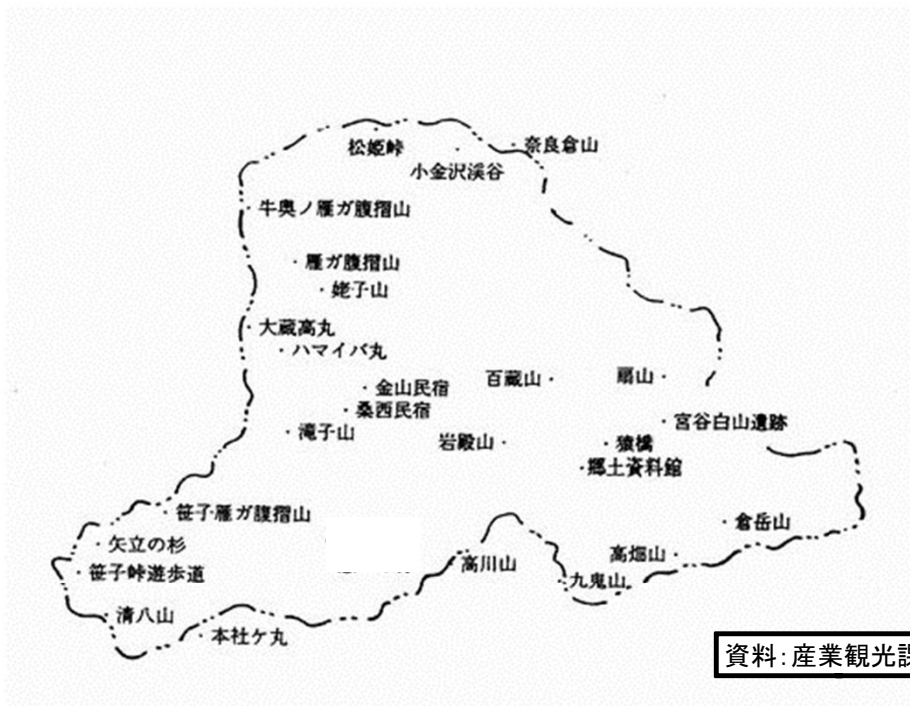 松姫峠
奈良倉山
小金沢渓谷
牛奥ノ雁ガ腹摺山
雁ガ腹摺山
姥子山
大蔵高丸
ハマイバ丸
百蔵山
扇山
金山民宿
桑西民宿
宮谷白山遺跡
滝子山
岩殿山
猿橋
郷土資料館
笹子雁ガ腹摺山
倉岳山
矢立の杉
高畑山
高川山
笹子峠遊歩道
九鬼山
清八山
本社ケ丸
資料:産業観光課